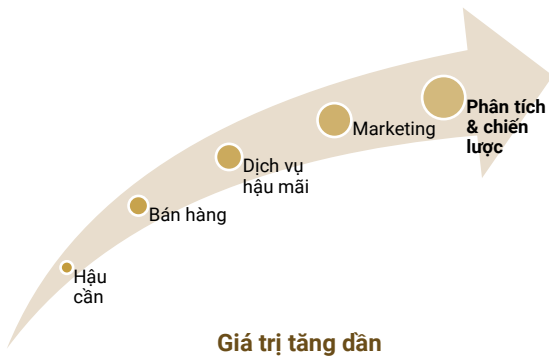 Hậu
cần
Bán hàng
Dịch vụ
hậu mãi
Marketing
Phân tích
& chiến
lược
Giá trị tăng dần